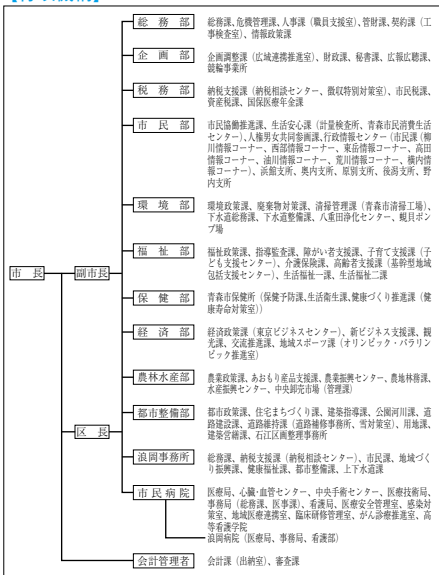 総務部
総務課、危機管理課、人事課（職員支援室）、管財課、契約課（工
事検査室）、情報政策課
企画部
企画調整課（広域連携推進室）、財政課、秘書課、広報広聴課、
競輪事業所
税務部
納税支援課（納税相談センター、徴収特別対策室）、市民税課、
資産税課、国保医療年金課
市民部
市民協働推進課、生活安心課（計量検査所、青森市民消費生活
センター）、人権男女共同参画課、行政情報センター（市民課（柳
川情報コーナー、西部情報コーナー、東岳情報コーナー、高田
情報コーナー、油川情報コーナー、荒川情報コーナー、横内情
報コーナー）、浜館支所、奥内支所、原別支所、後潟支所、野
内支所
環境部
環境政策課、廃棄物対策課、清掃管理課（青森市清掃工場）、
下水道総務課、下水道整備課、八重田浄化センター、蜆貝ポン
プ場
福祉部
福祉政策課、指導監査課、障がい者支援課、子育て支援課（子
ども支援センター）、介護保険課、高齢者支援課（基幹型地域
包括支援センター）、生活福祉一課、生活福祉二課
市長
副市長
保健部
青森市保健所（保健予防課、生活衛生課、健康づくり推進課（健
康寿命対策室））
経済部
経済政策課（東京ビジネスセンター）、新ビジネス支援課、観
光課、交流推進課、地域スポーツ課（オリンピック・パラリン
ピック推進室）
農林水産部
農業政策課、あおもり産品支援課、農業振興センター、農地林務課、
水産振興センター、中央卸売市場（管理課）
都市整備部
都市政策課、住宅まちづくり課、建築指導課、公園河川課、道
路建設課、道路維持課（道路補修事務所、雪対策室）、用地課、
建築営繕課、石江区画整理事務所
区長
浪岡事務所
総務課、納税支援課（納税相談センター）、市民課、地域づく
り振興課、健康福祉課、都市整備課、上下水道課
市民病院
医療局、心臓・血管センター、中央手術センター、医療技術局、
事務局（総務課、医事課）、看護局、医療安全管理室、感染対
策室、地域医療連携室、臨床研修管理室、がん診療推進室、高
等看護学院
浪岡病院（医療局、事務局、看護部）
会計管理者
会計課（出納室）、審査課